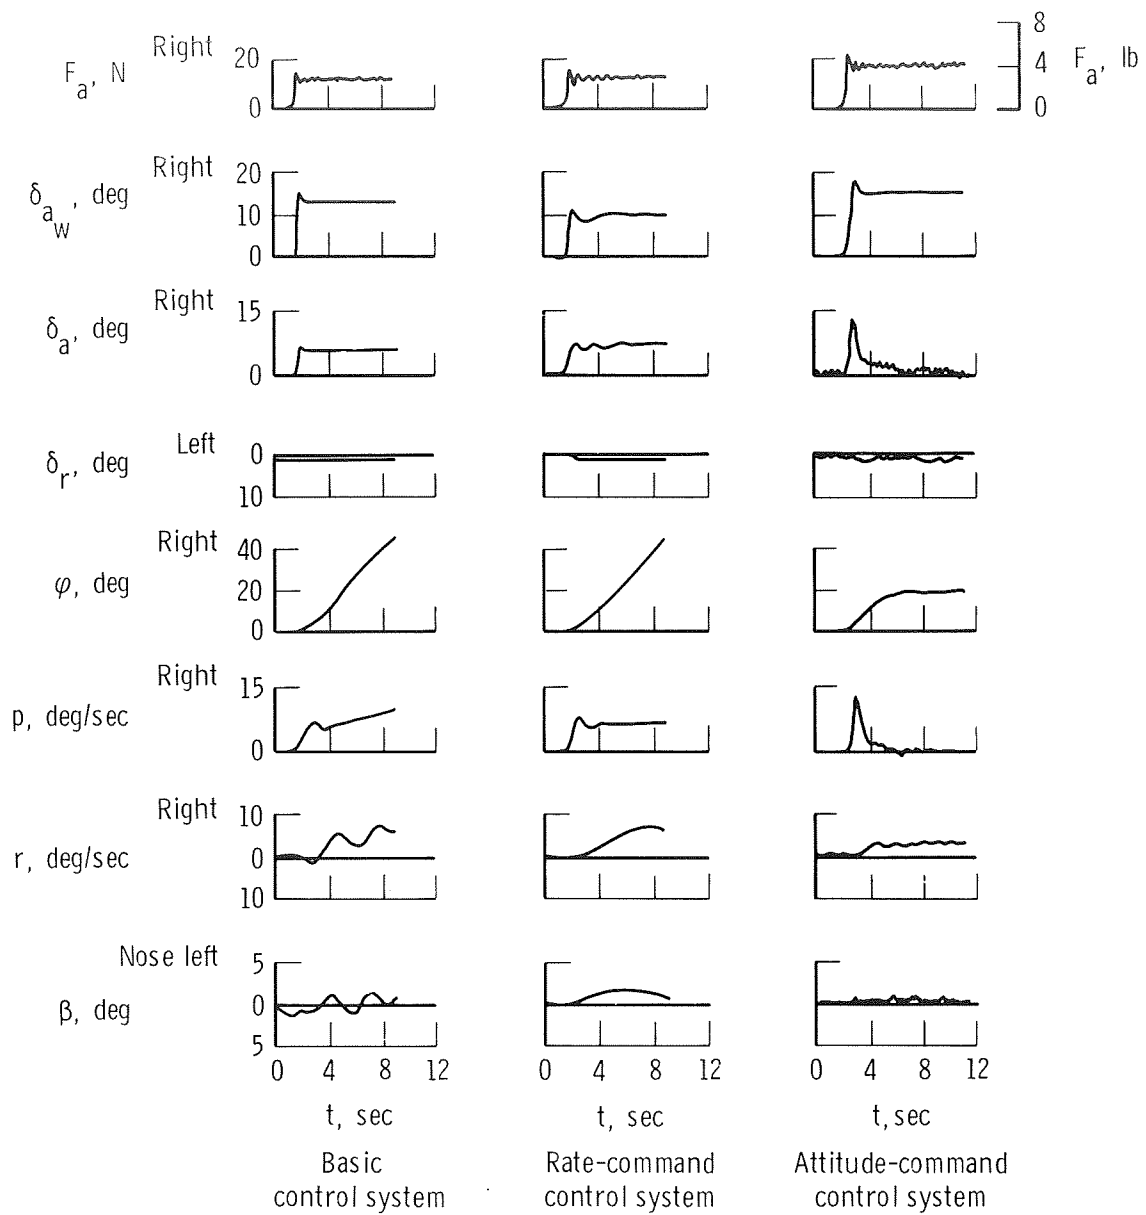 Right
F_a, N
20
0
8
4
0
F_a, lb
Right
δ_a_w, deg
20
10
0
Right
δ_a, deg
15
0
Left
δ_r, deg
0
10
Right
φ, deg
40
20
0
Right
p, deg/sec
15
0
Right
r, deg/sec
10
0
10
Nose left
β, deg
5
0
5
0 4 8 12 0 4 8 12 0 4 8 12
t, sec t, sec t, sec
Basic control system
Rate-command control system
Attitude-command control system